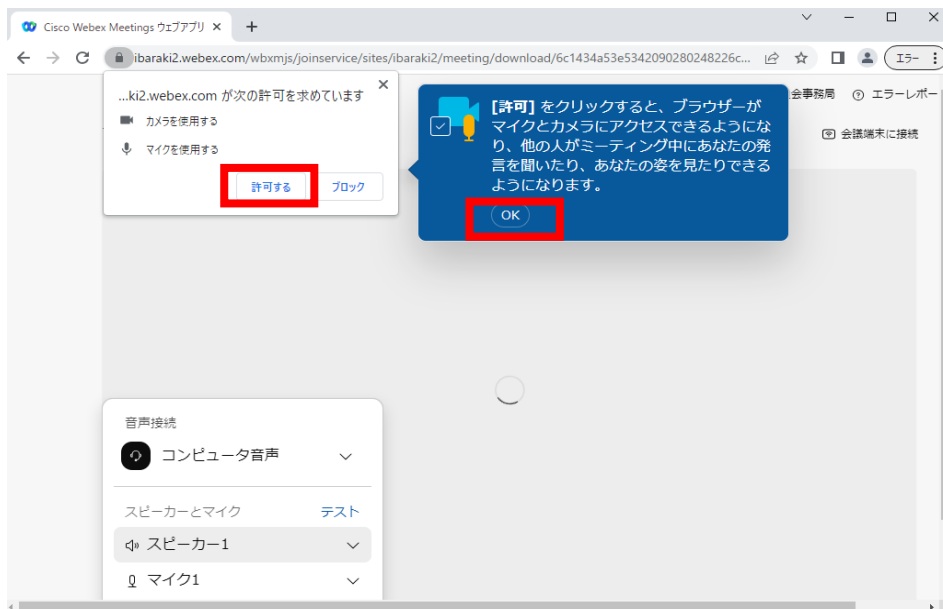 Cisco Webex Meetings ウェブアプリ
ibaraki2.webex.com/wbxmjs/joinservice/sites/ibaraki2/meeting/download/6c1434a53e5342090280248226c...
エラー
...ki2.webex.com が次の許可を求めています
カメラを使用する
マイクを使用する
許可する
ブロック
[許可] をクリックすると、ブラウザーが
マイクとカメラにアクセスできるようにな
り、他の人がミーティング中にあなたの発
言を聞いたり、あなたの姿を見たりできる
ようになります。
OK
会事務局
エラーレポー
会議端末に接続
音声接続
コンピュータ音声
スピーカーとマイク
テスト
スピーカー1
マイク1